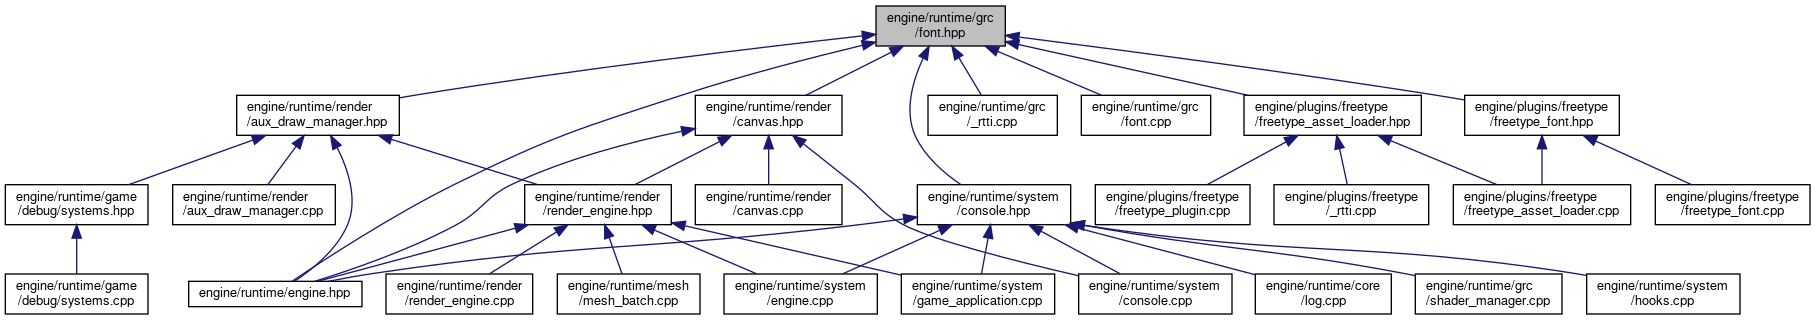 engine/runtime/grc
/font.hpp
engine/runtime/render
/aux_draw_manager.hpp
engine/runtime/render
/canvas.hpp
engine/runtime/grc
/_rtti.cpp
engine/runtime/grc
/font.cpp
engine/plugins/freetype
/freetype_asset_loader.hpp
engine/plugins/freetype
/freetype_font.hpp
engine/runtime/game
/debug/systems.hpp
engine/runtime/render
/aux_draw_manager.cpp
engine/runtime/render
/render_engine.hpp
engine/runtime/render
/canvas.cpp
engine/runtime/system
/console.hpp
engine/plugins/freetype
/freetype_plugin.cpp
engine/plugins/freetype
/_rtti.cpp
engine/plugins/freetype
/freetype_asset_loader.cpp
engine/plugins/freetype
/freetype_font.cpp
engine/runtime/game
/debug/systems.cpp
engine/runtime/engine.hpp
engine/runtime/render
/render_engine.cpp
engine/runtime/mesh
/mesh_batch.cpp
engine/runtime/system
/engine.cpp
engine/runtime/system
/game_application.cpp
engine/runtime/system
/console.cpp
engine/runtime/core
/log.cpp
engine/runtime/grc
/shader_manager.cpp
engine/runtime/system
/hooks.cpp